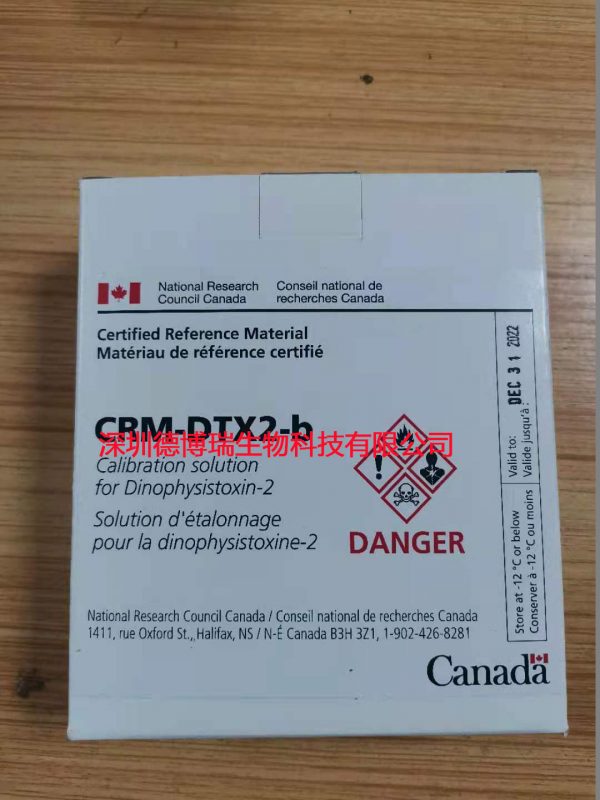 National Research
Council Canada
Conseil national de
recherches Canada
Certified Reference Material
Matériau de référence certifié
CRM-DTX2-b
深圳德博瑞生物科技有限公司
Calibration solution
for Dinophysistoxin-2
Solution d'étalonnage
pour la dinophysistoxine-2
DANGER
Valid to:
Valide jusqu'à :
DEC 31 2022
Store at -12 °C or below
Conserver à -12 °C ou moins
National Research Council Canada / Conseil national de recherches Canada
1411, rue Oxford St., Halifax, NS / N-É Canada B3H 3Z1, 1-902-426-8281
Canada